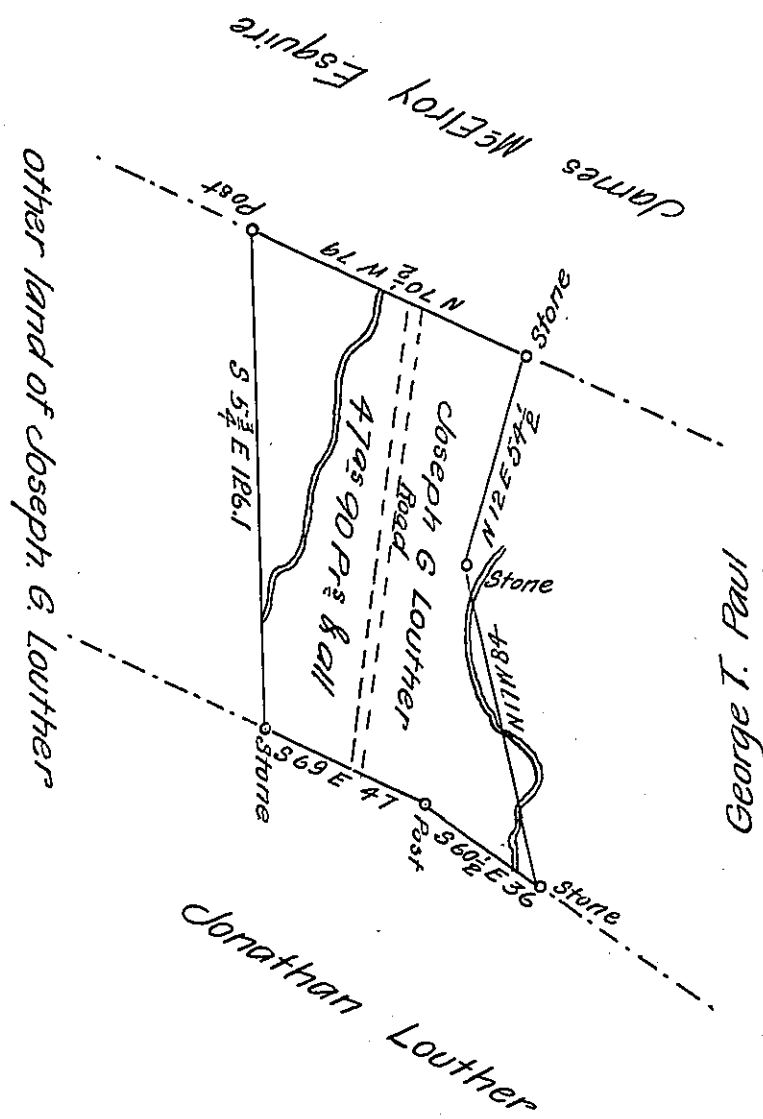 James McElroy Esquire
other land of Joseph. G. Louther
George T. Paul
Jonathan Louther
Post
N 70½ W 79
Stone
N 12 E 54½
Stone
N 11 W 84
Stone
S 60½ E 36
Post
S 69 E 47
Stone
S 5¾ E 126.1
Joseph G Louther
Road
47as 90 Prs & all